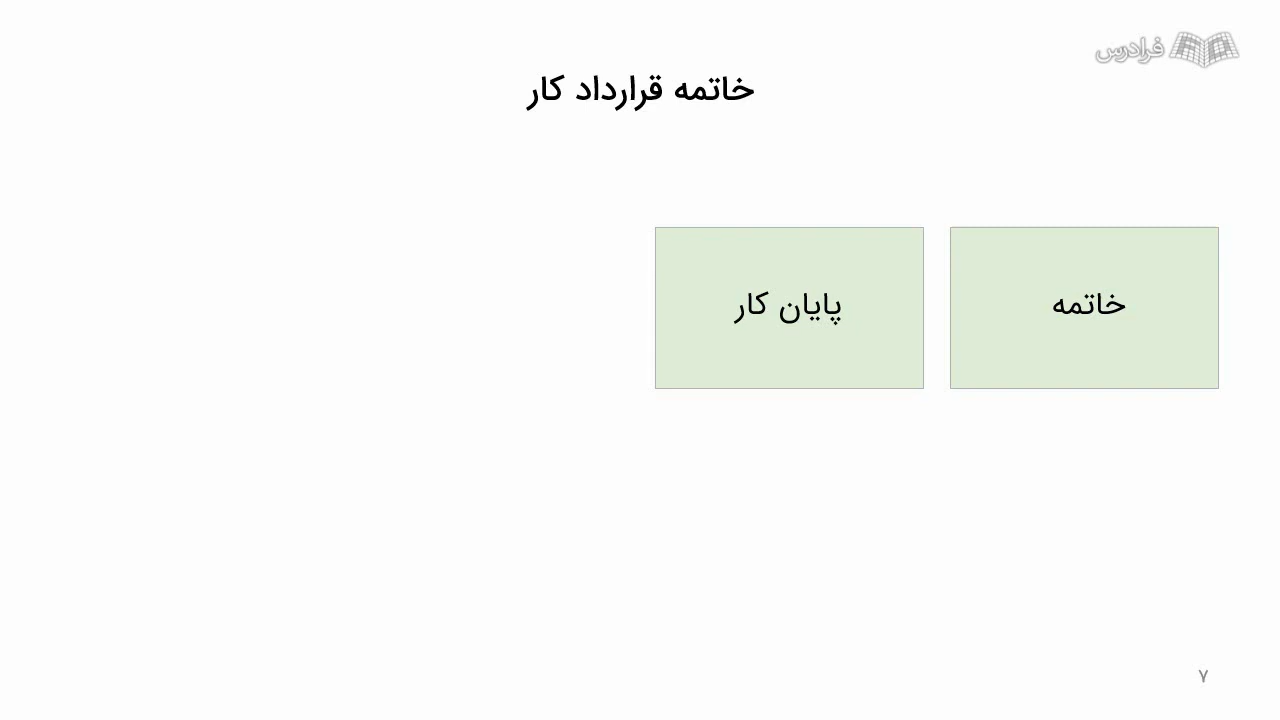 فرادرس
خاتمه قرارداد کار
خاتمه
پایان کار
۷